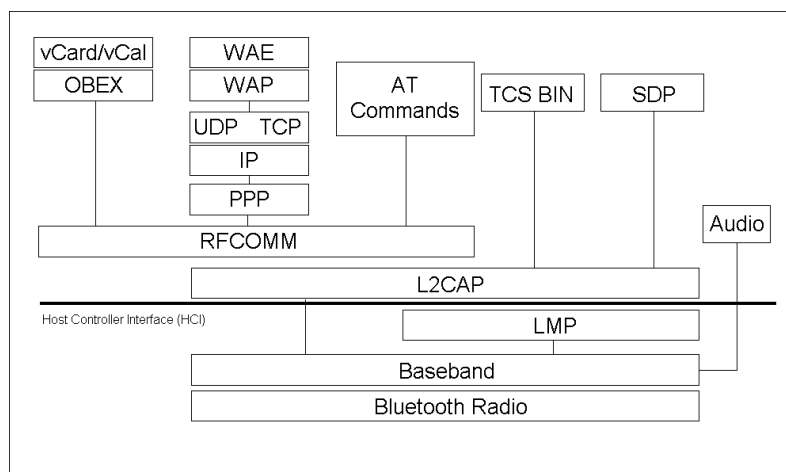 vCard/vCal
OBEX
WAE
WAP
UDP TCP
IP
PPP
AT
Commands
TCS BIN
SDP
Audio
RFCOMM
L2CAP
Host Controller Interface (HCI)
LMP
Baseband
Bluetooth Radio